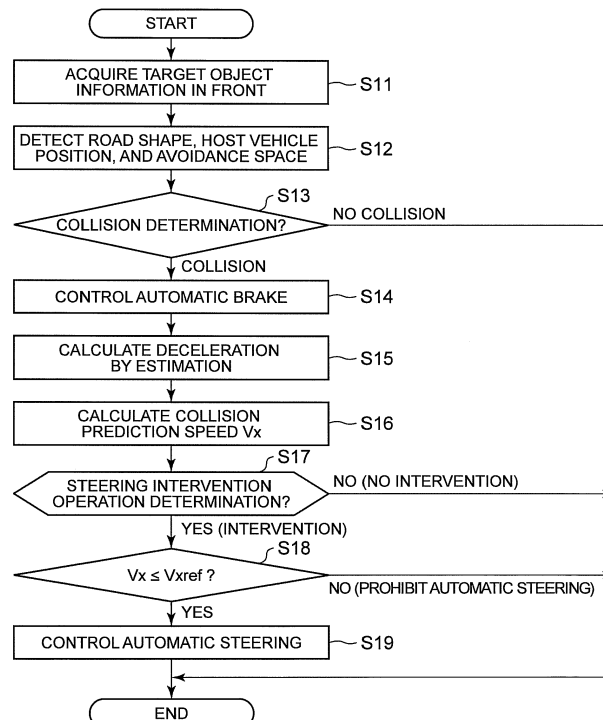 START
ACQUIRE TARGET OBJECT
INFORMATION IN FRONT
S11
DETECT ROAD SHAPE, HOST VEHICLE
POSITION, AND AVOIDANCE SPACE
S12
S13
COLLISION DETERMINATION?
NO COLLISION
COLLISION
CONTROL AUTOMATIC BRAKE
S14
CALCULATE DECELERATION
BY ESTIMATION
S15
CALCULATE COLLISION
PREDICTION SPEED Vx
S16
S17
STEERING INTERVENTION
OPERATION DETERMINATION?
NO (NO INTERVENTION)
YES (INTERVENTION)
S18
Vx ≤ Vxref ?
NO (PROHIBIT AUTOMATIC STEERING)
YES
CONTROL AUTOMATIC STEERING
S19
END